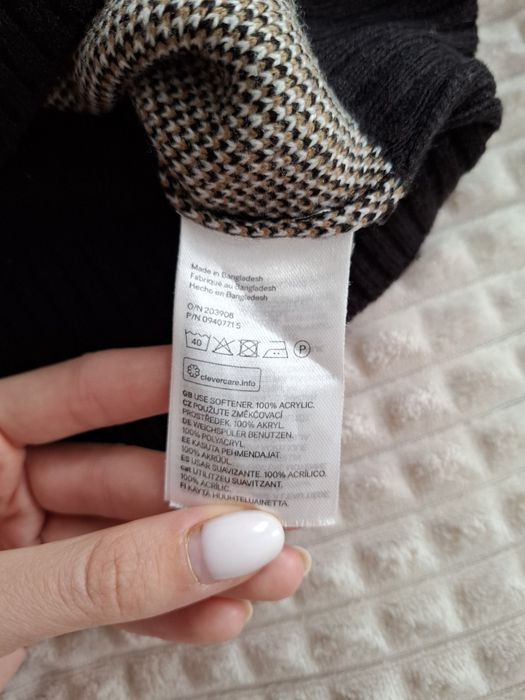 Made in Bangladesh
Fabriqué au Bangladesh
Hecho en Bangladesh
O/N 203908
P/N 0940771 5
40 P
clevercare.info
GB USE SOFTENER. 100% ACRYLIC.
CZ POUŽIJTE ZMĚKČOVACÍ
PROSTŘEDEK. 100% AKRYL.
DE WEICHSPÜLER BENUTZEN.
100% POLYACRYL.
EE KASUTA PEHMENDAJAT.
100% AKRÜÜL.
ES USAR SUAVIZANTE. 100% ACRÍLICO.
cat UTILITZEU SUAVITZANT.
100% ACRÍLIC.
FI KÄYTÄ HUUHTELUAINETTA.